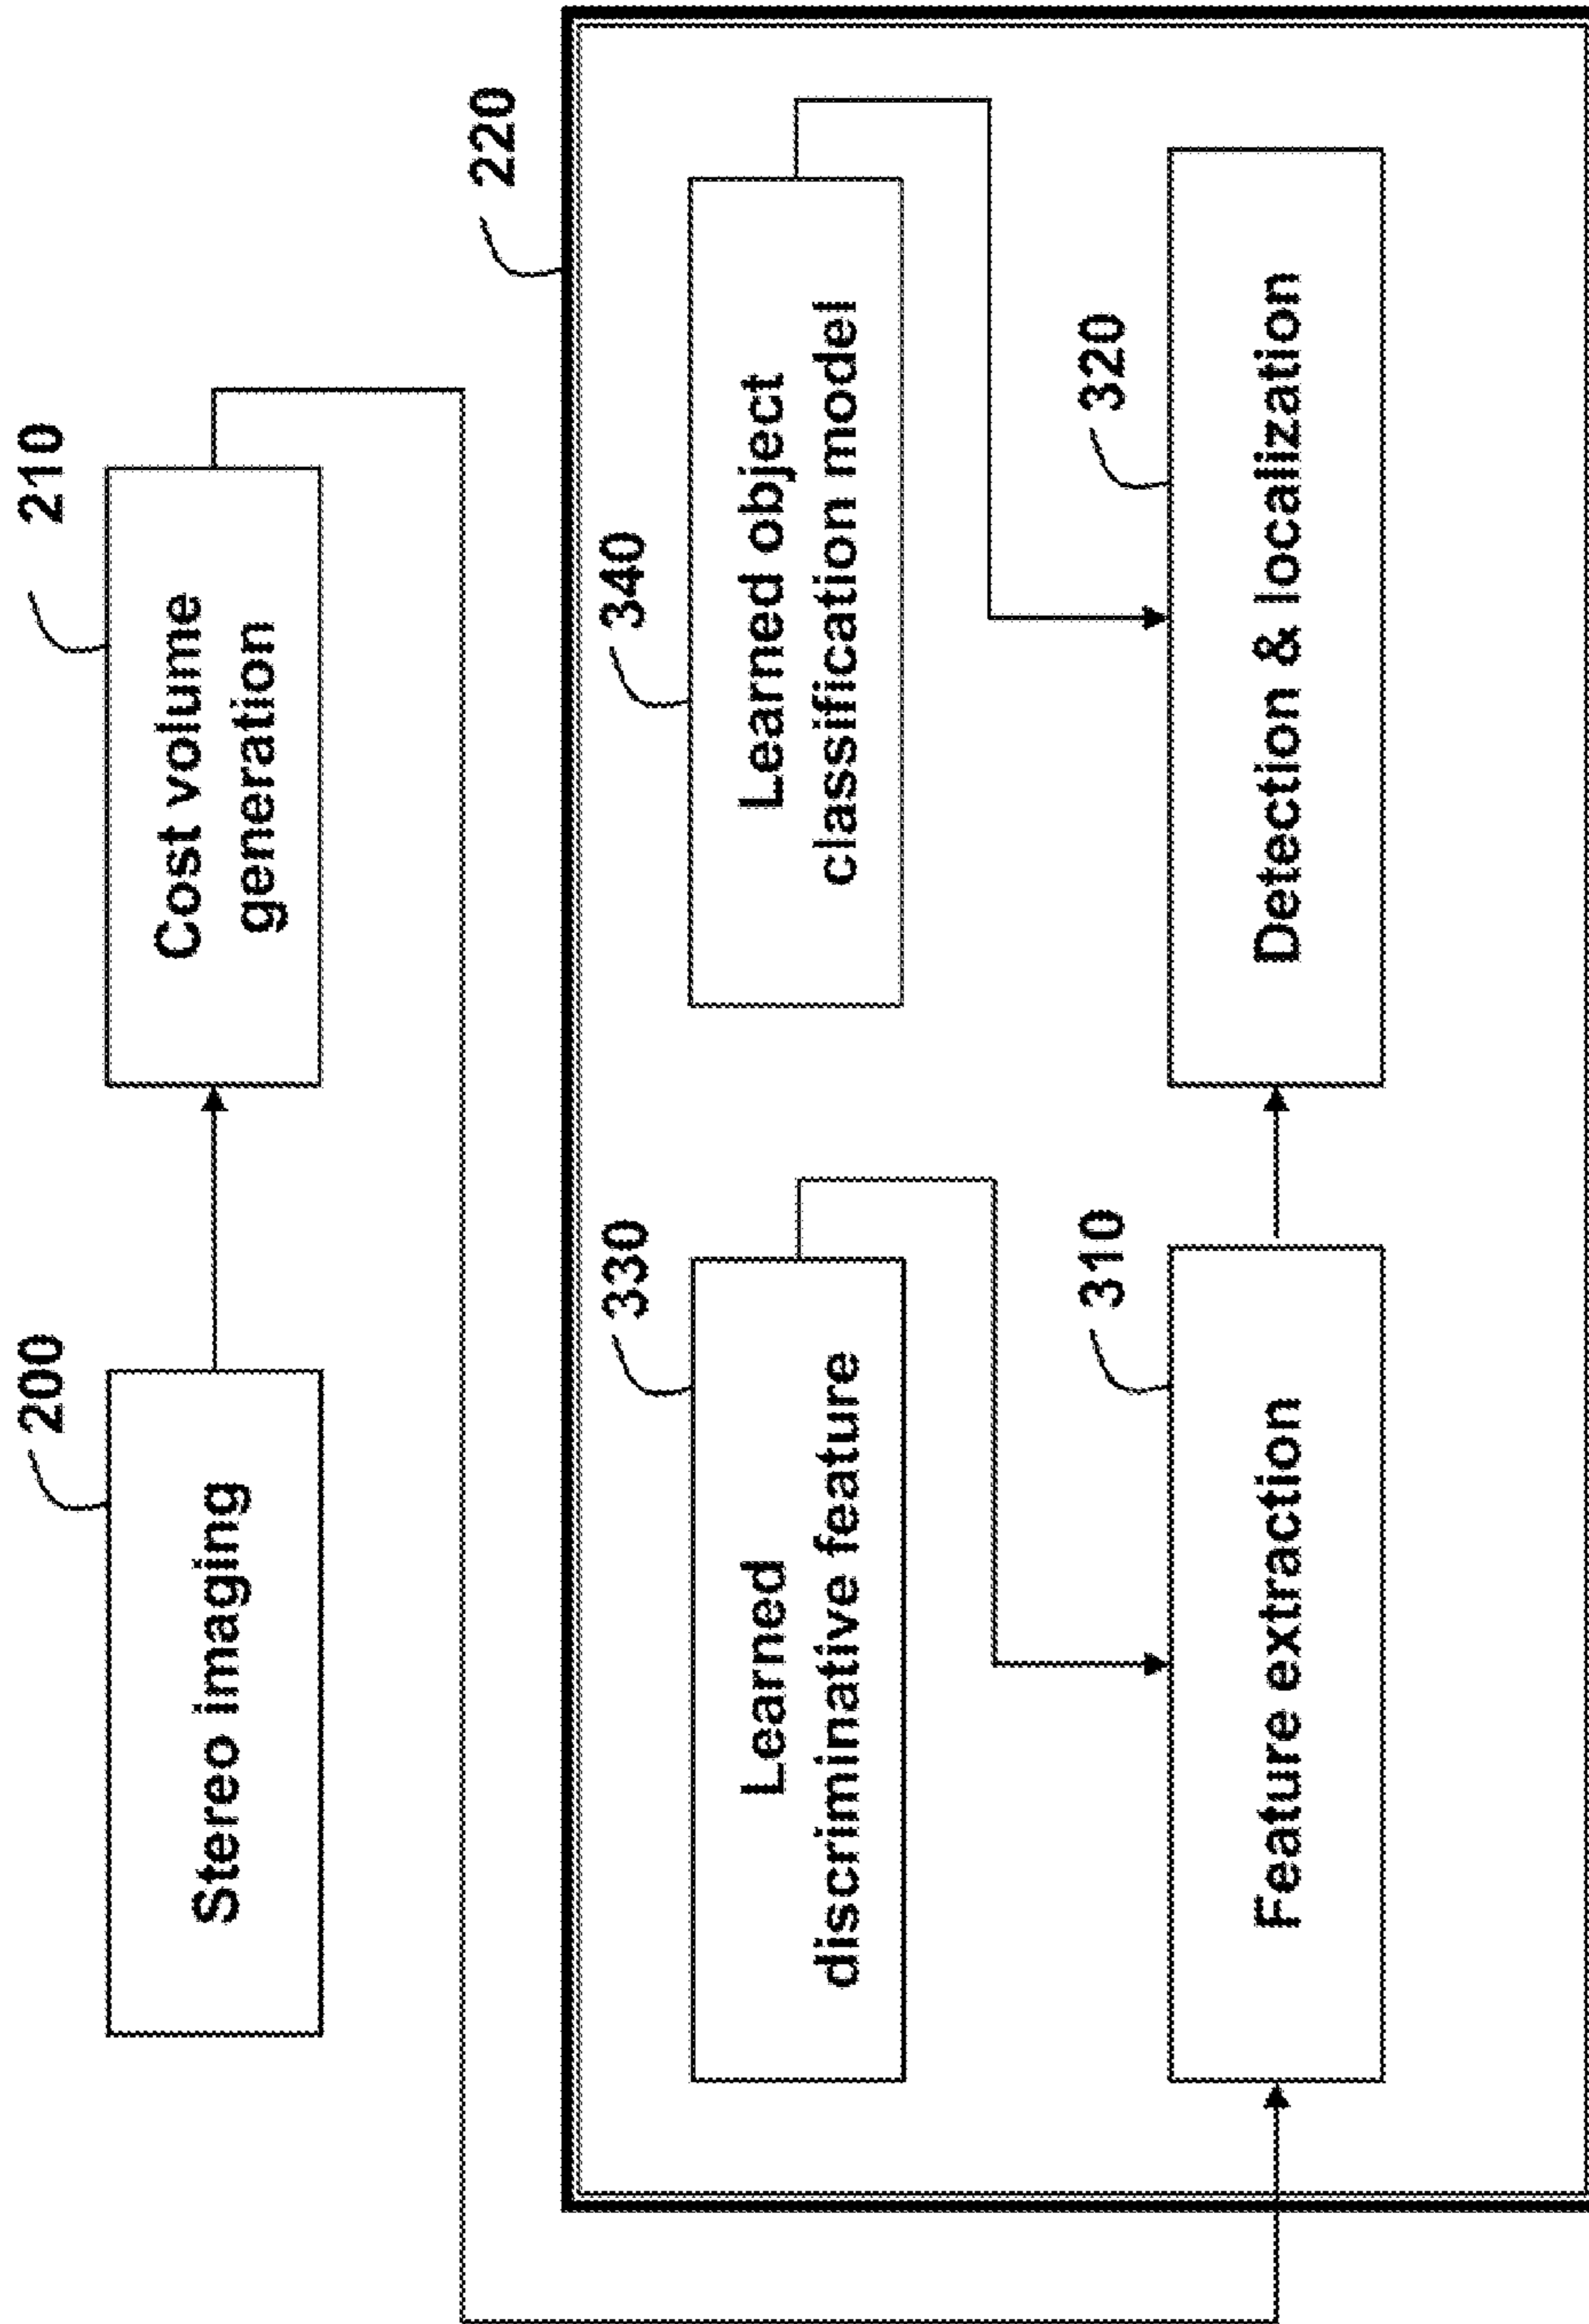 200
Stereo imaging
210
Cost volume
generation
220
330
Learned
discriminative feature
340
Learned object
classification model
310
Feature extraction
320
Detection & localization